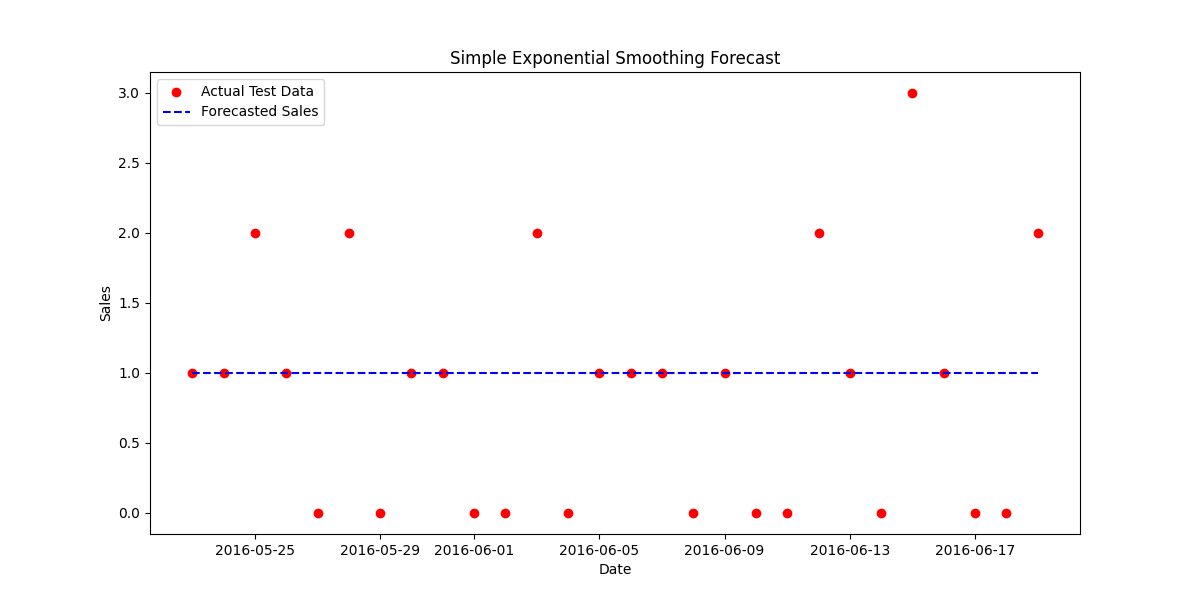 Simple Exponential Smoothing Forecast
Actual Test Data
Forecasted Sales
3.0
2.5
2.0
1.5
1.0
0.5
0.0
Sales
2016-05-25 2016-05-29 2016-06-01 2016-06-05 2016-06-09 2016-06-13 2016-06-17
Date